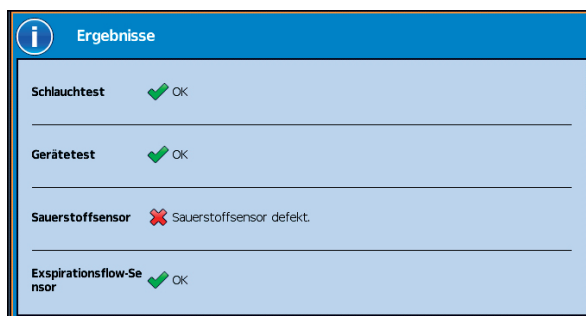 Ergebnisse
Schlauchtest OK
Gerätetest OK
Sauerstoffsensor Sauerstoffsensor defekt.
Exspirationsflow-Se
nsor OK